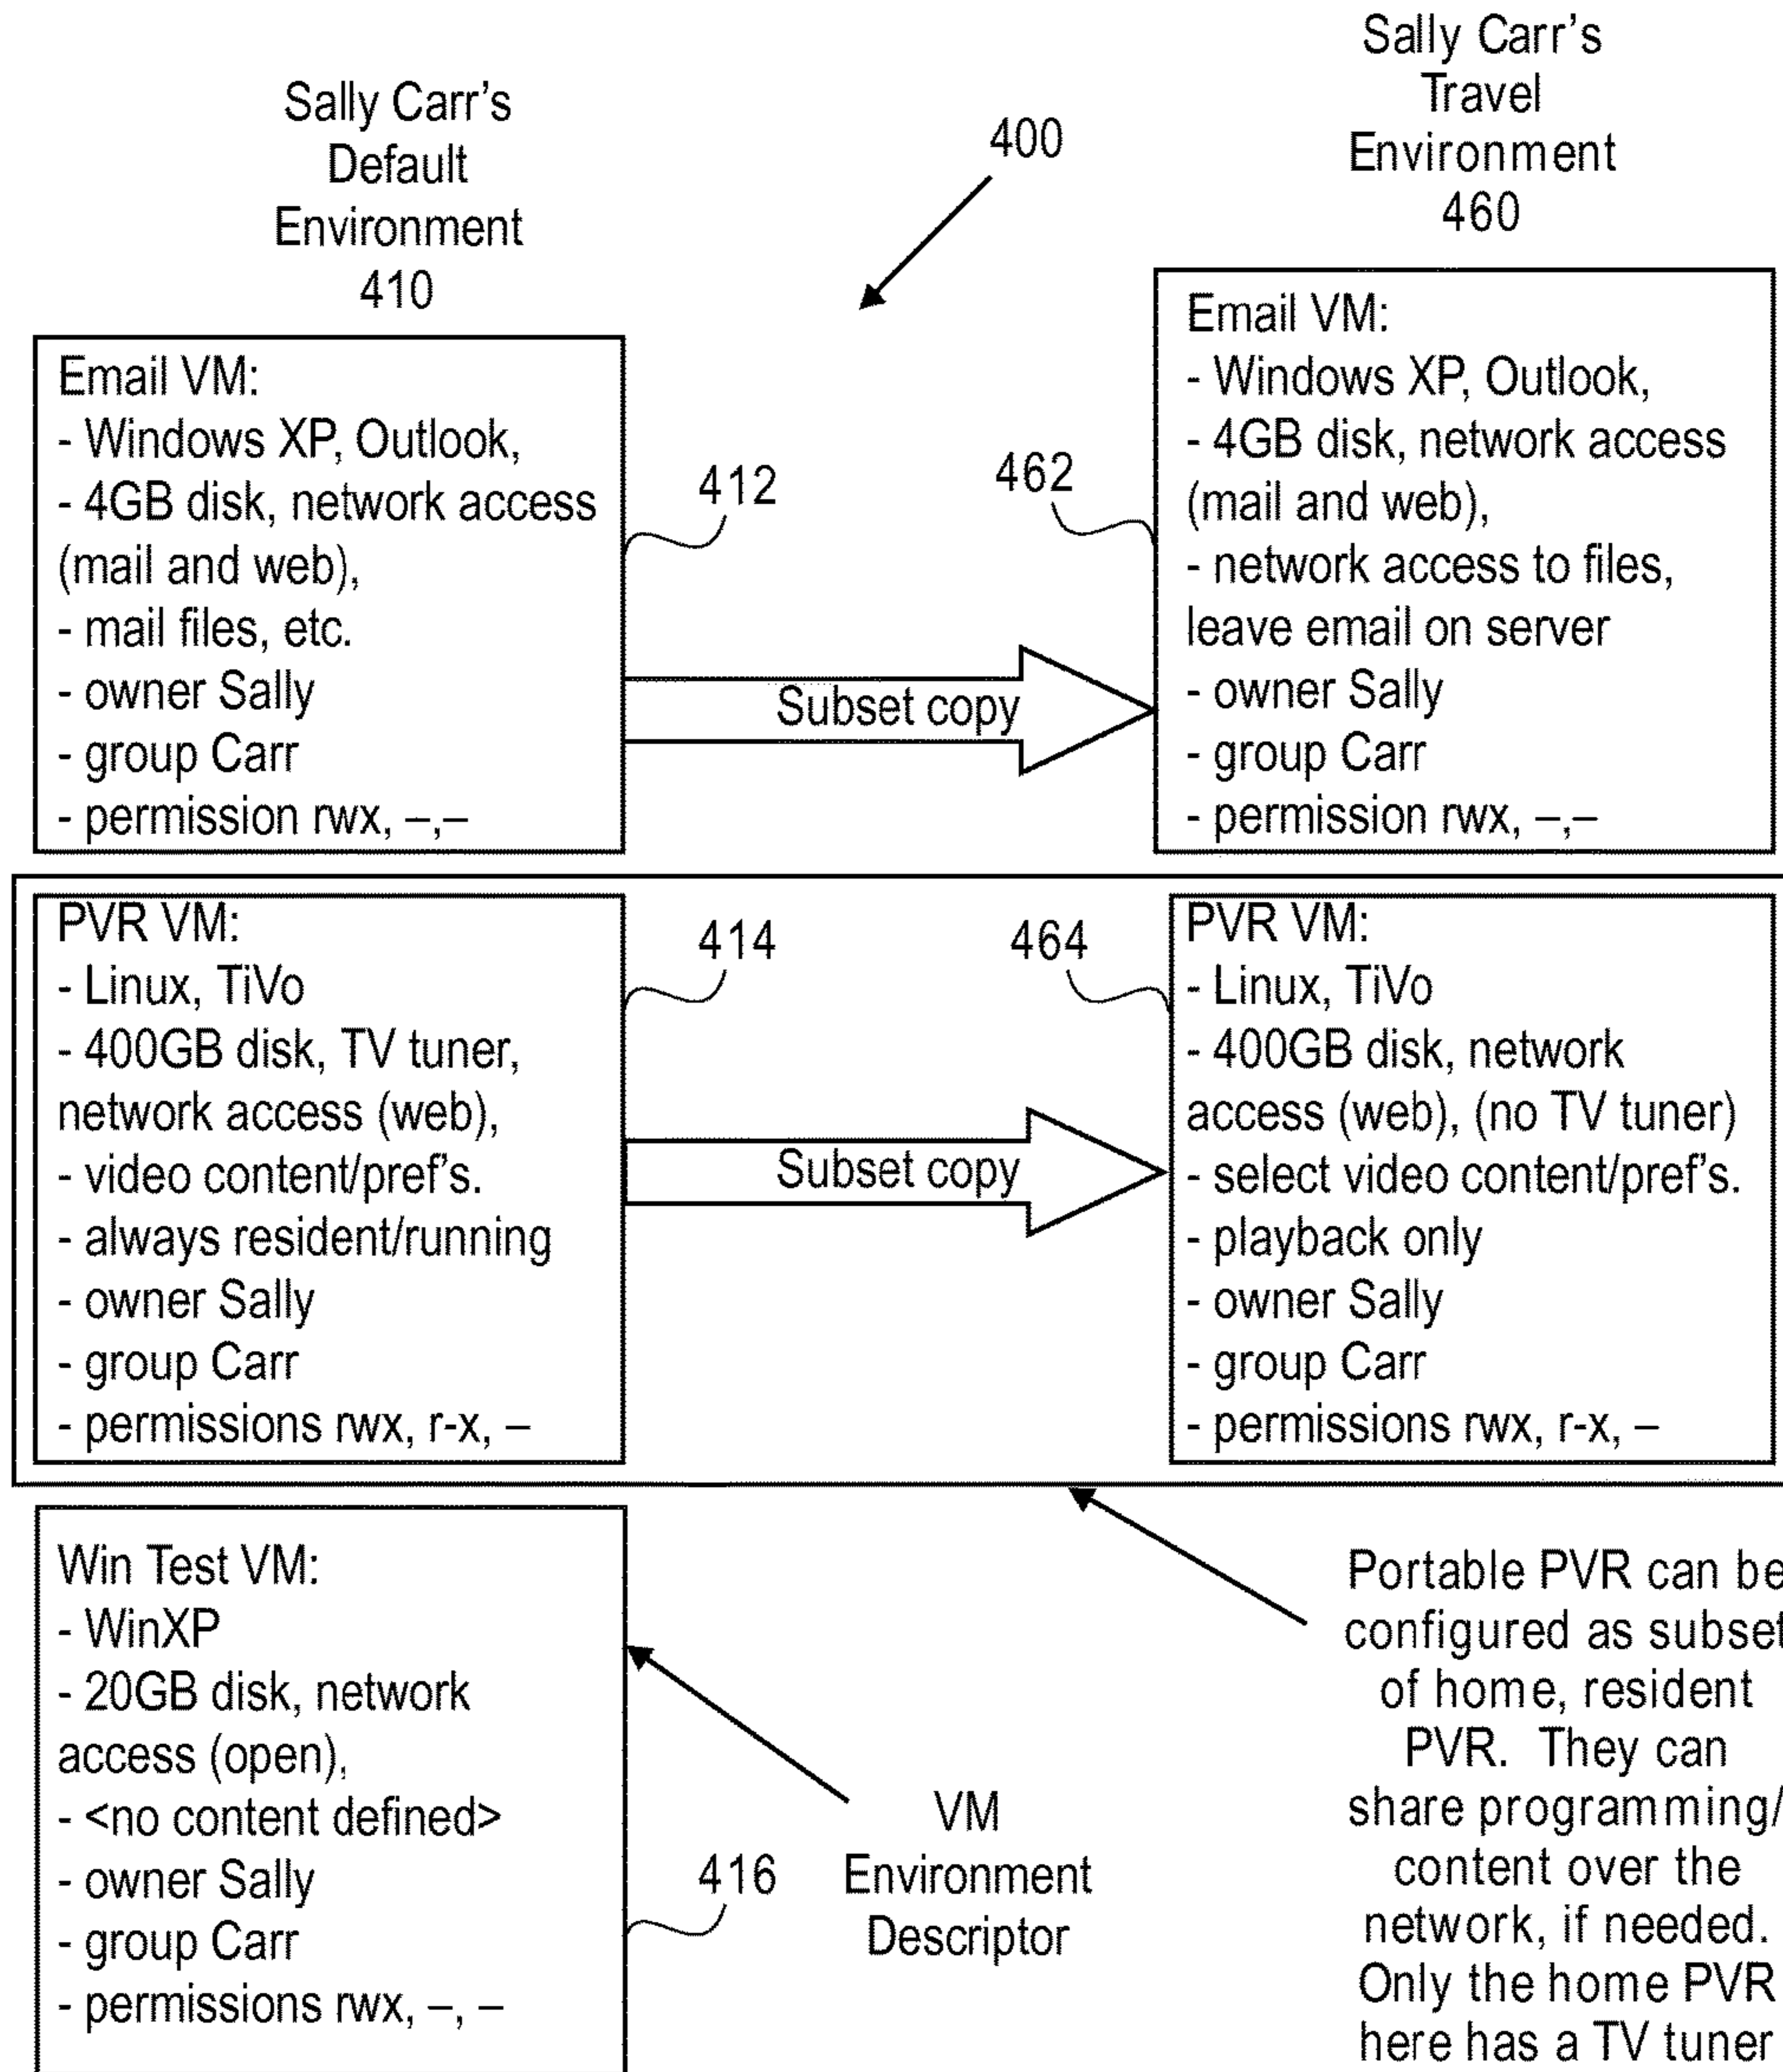 Sally Carr's
Default
Environment
410
400
Sally Carr's
Travel
Environment
460
Email VM:
- Windows XP, Outlook,
- 4GB disk, network access
(mail and web),
- mail files, etc.
- owner Sally
- group Carr
- permission rwx, –,–
412
Subset copy
462
Email VM:
- Windows XP, Outlook,
- 4GB disk, network access
(mail and web),
- network access to files,
leave email on server
- owner Sally
- group Carr
- permission rwx, –,–
PVR VM:
- Linux, TiVo
- 400GB disk, TV tuner,
network access (web),
- video content/pref's.
- always resident/running
- owner Sally
- group Carr
- permissions rwx, r-x, –
414
Subset copy
464
PVR VM:
- Linux, TiVo
- 400GB disk, network
access (web), (no TV tuner)
- select video content/pref's.
- playback only
- owner Sally
- group Carr
- permissions rwx, r-x, –
Win Test VM:
- WinXP
- 20GB disk, network
access (open),
- <no content defined>
- owner Sally
- group Carr
- permissions rwx, –, –
416
VM
Environment
Descriptor
Portable PVR can be
configured as subset
of home, resident
PVR. They can
share programming/
content over the
network, if needed.
Only the home PVR
here has a TV tuner